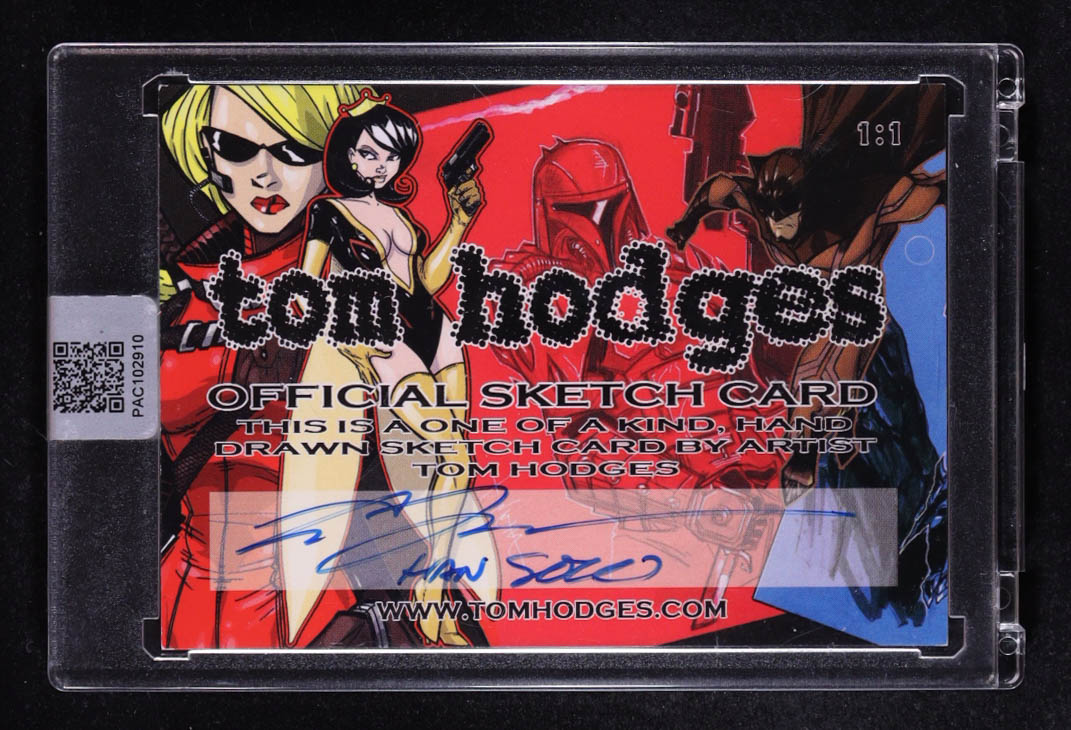 1:1
tom hodges
OFFICIAL SKETCH CARD
THIS IS A ONE OF A KIND, HAND
DRAWN SKETCH CARD BY ARTIST
TOM HODGES
HAN SOLO
WWW.TOMHODGES.COM
PAC102910